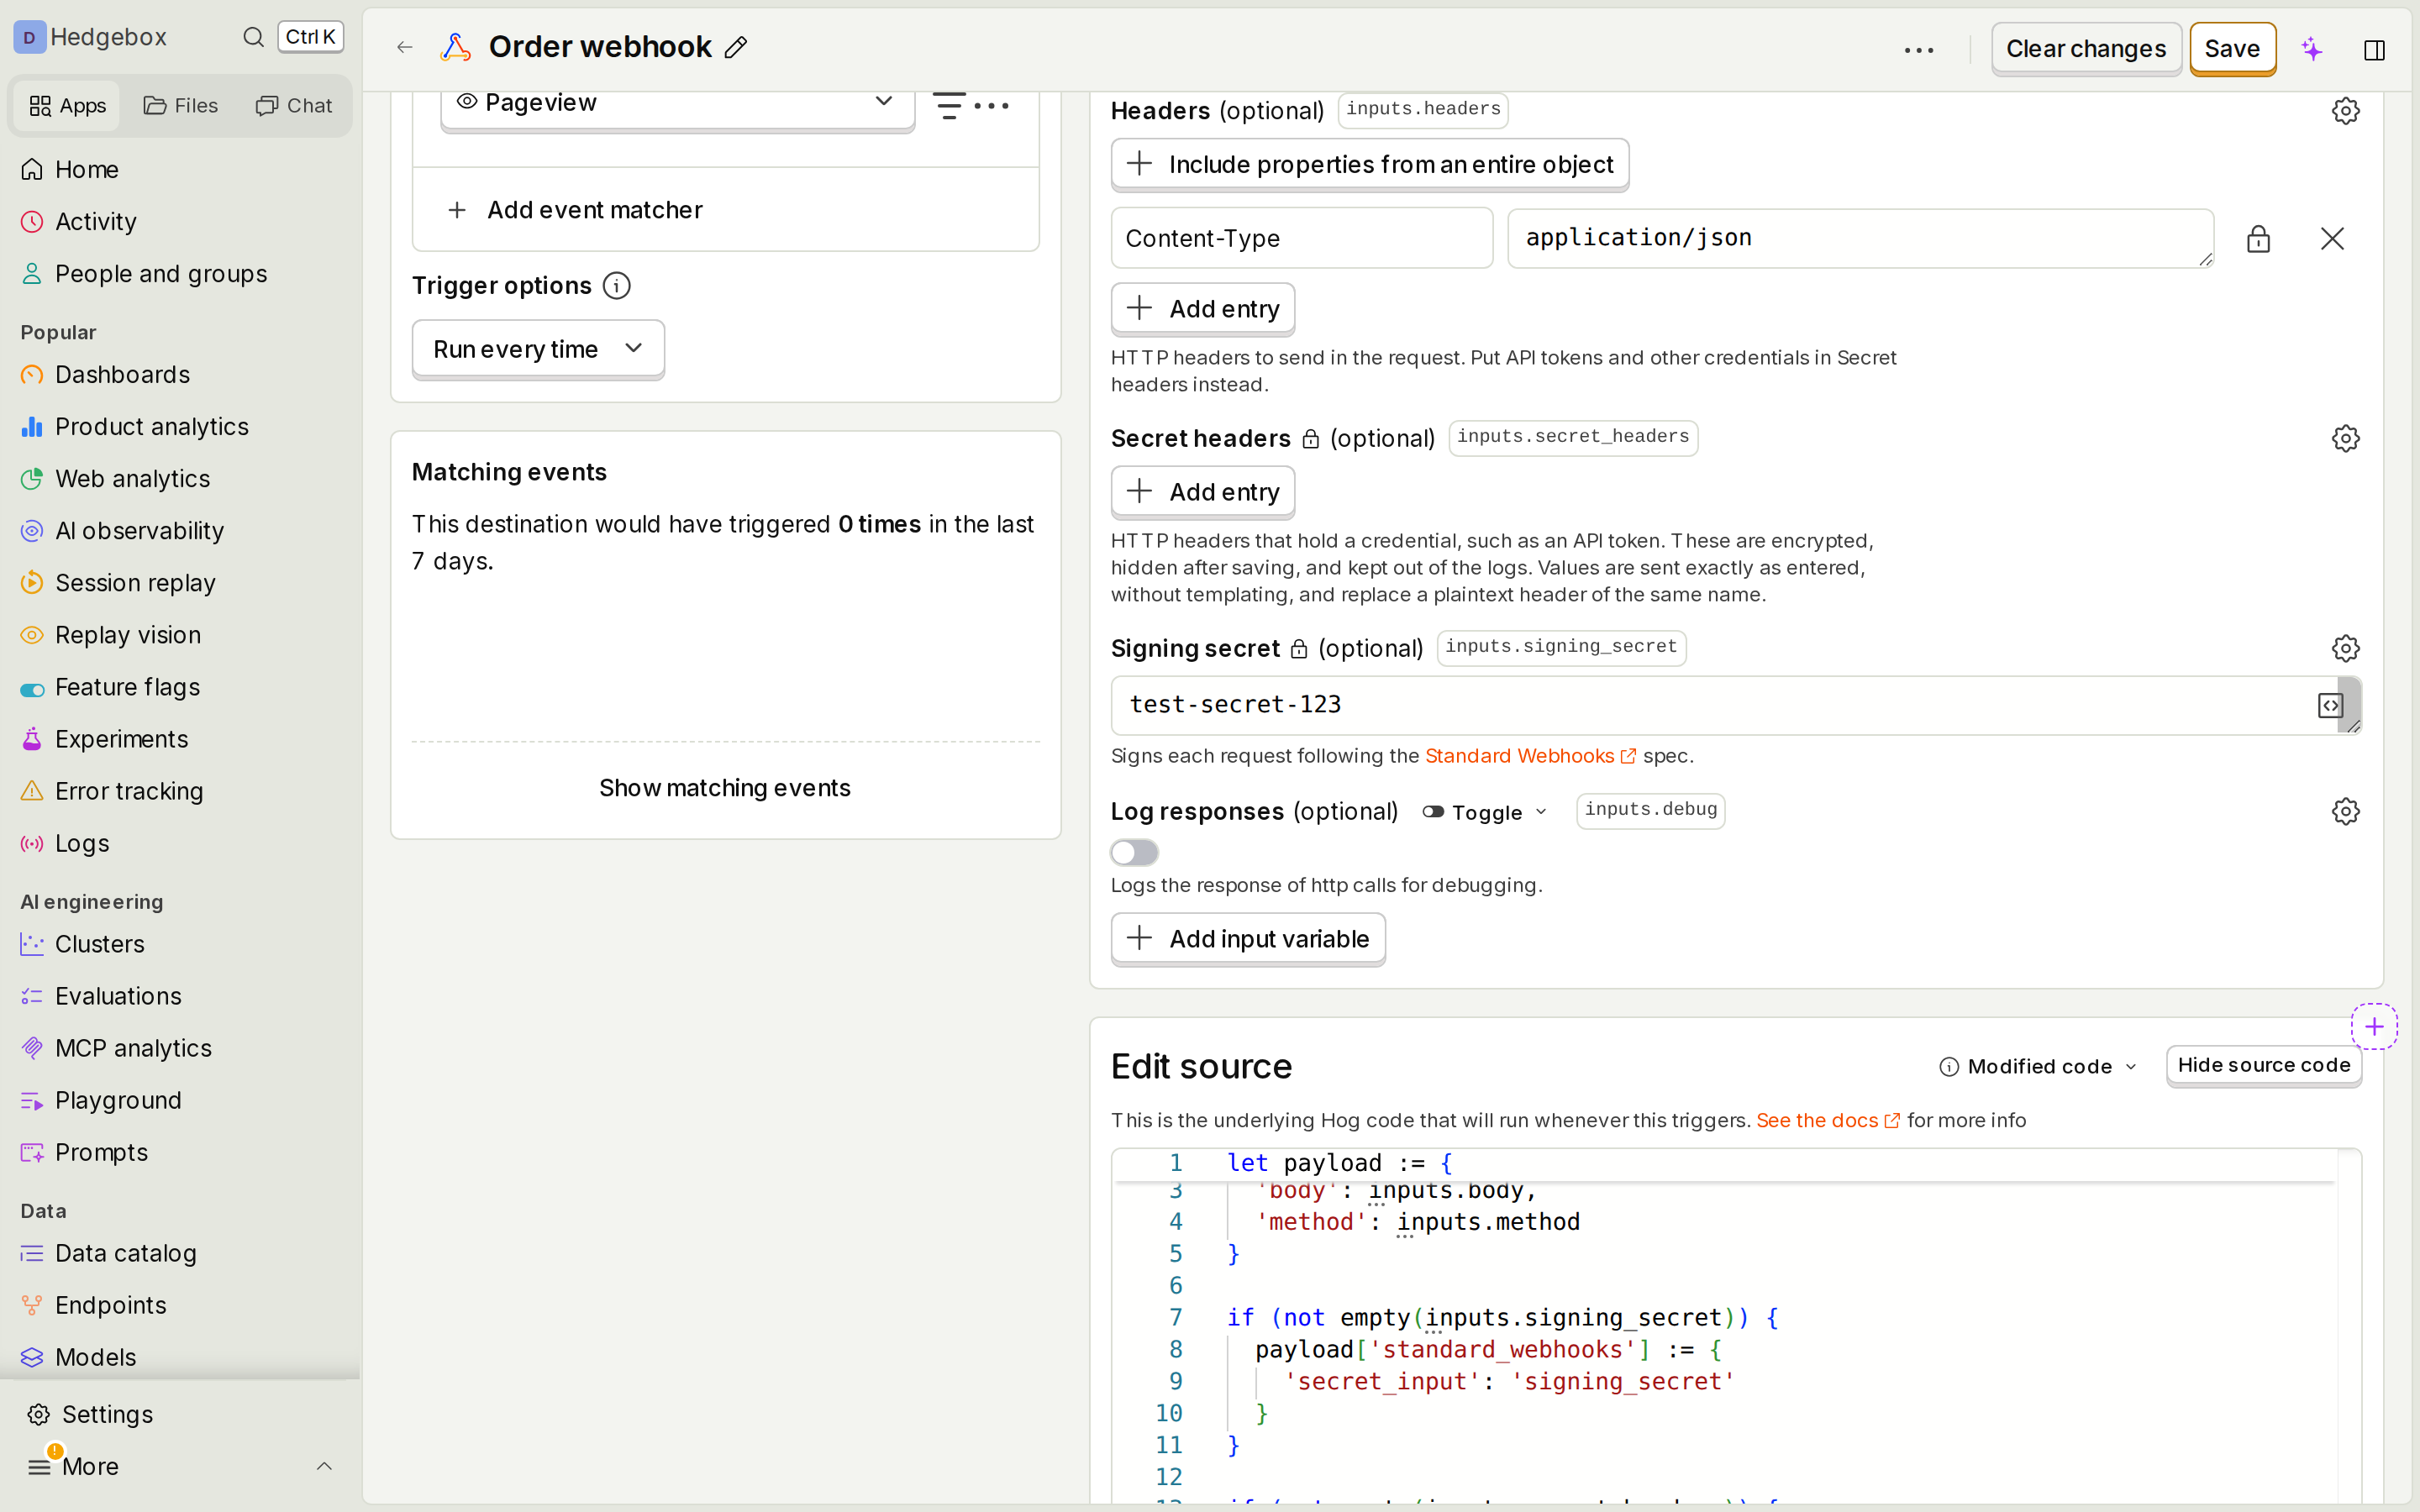 D Hedgebox
Ctrl K
Apps
Files
Chat
Home
Activity
People and groups
Popular
Dashboards
Product analytics
Web analytics
AI observability
Session replay
Replay vision
Feature flags
Experiments
Error tracking
Logs
AI engineering
Clusters
Evaluations
MCP analytics
Playground
Prompts
Data
Data catalog
Endpoints
Models
Settings
More
Order webhook
Clear changes
Save
Pageview
Add event matcher
Trigger options
Run every time
Matching events
This destination would have triggered 0 times in the last
7 days.
Show matching events
Headers (optional) inputs.headers
Include properties from an entire object
Content-Type
application/json
Add entry
HTTP headers to send in the request. Put API tokens and other credentials in Secret
headers instead.
Secret headers (optional) inputs.secret_headers
Add entry
HTTP headers that hold a credential, such as an API token. These are encrypted,
hidden after saving, and kept out of the logs. Values are sent exactly as entered,
without templating, and replace a plaintext header of the same name.
Signing secret (optional) inputs.signing_secret
test-secret-123
Signs each request following the Standard Webhooks spec.
Log responses (optional) Toggle inputs.debug
Logs the response of http calls for debugging.
Add input variable
Edit source
Modified code
Hide source code
This is the underlying Hog code that will run whenever this triggers. See the docs for more info
1 let payload := {
3 'body': inputs.body,
4 'method': inputs.method
5 }
6
7 if (not empty(inputs.signing_secret)) {
8 payload['standard_webhooks'] := {
9 'secret_input': 'signing_secret'
10 }
11 }
12